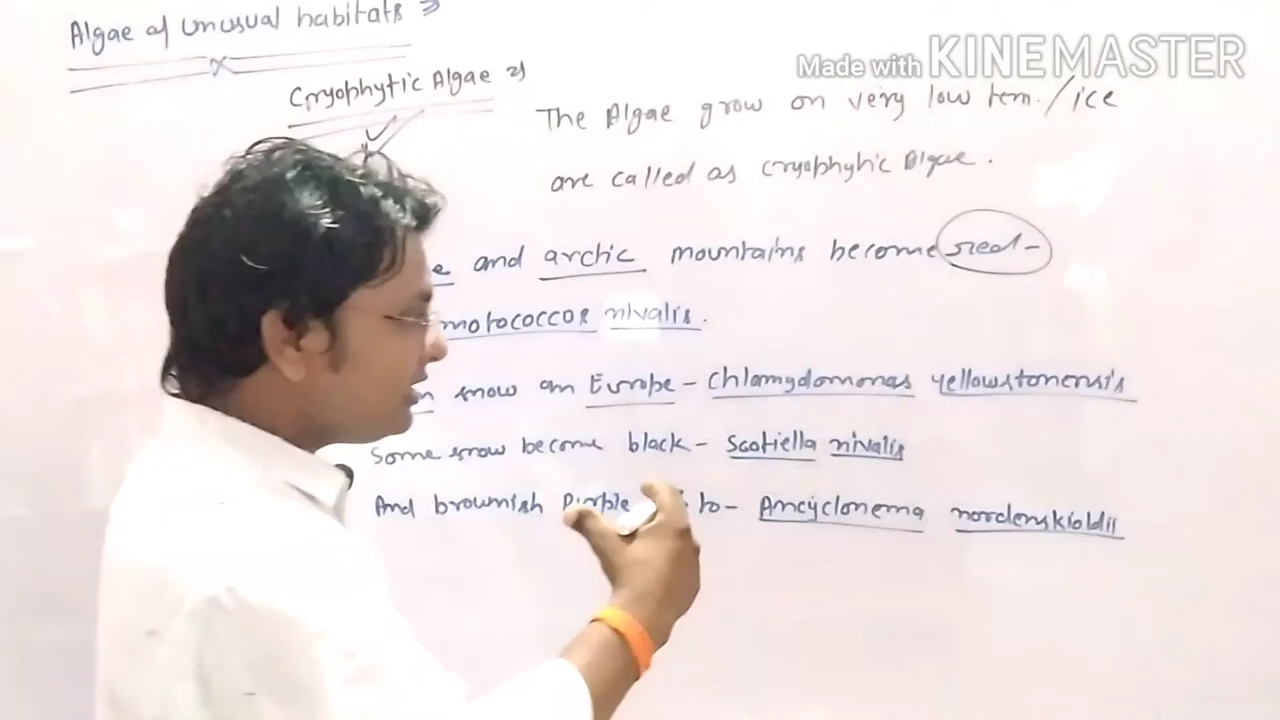 Algae of unusual habitats
Made with KINEMASTER
Cryophytic Algae
The Algae grow on very low tem. / ice
are called as cryophytic Algae.
and arctic mountains become red-
nivalis.
snow on Europe - Chlamydomonas yellowstonensis
Some snow become black - Scotiella nivalis
And brownish purple to - Ancyclonema nordenskioldii